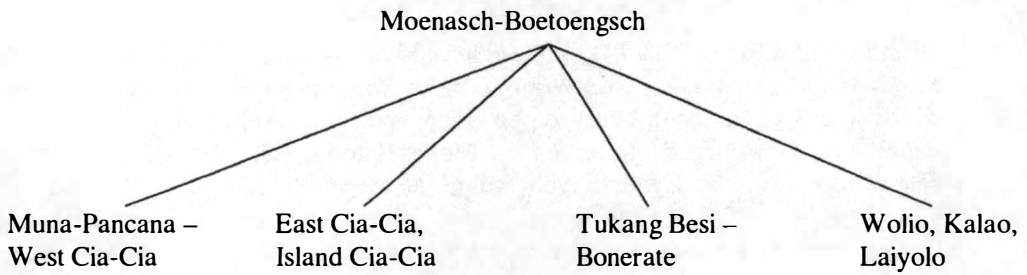 Moenasch-Boetoengsch
Muna-Pancana –
West Cia-Cia
East Cia-Cia,
Island Cia-Cia
Tukang Besi –
Bonerate
Wolio, Kalao,
Laiyolo